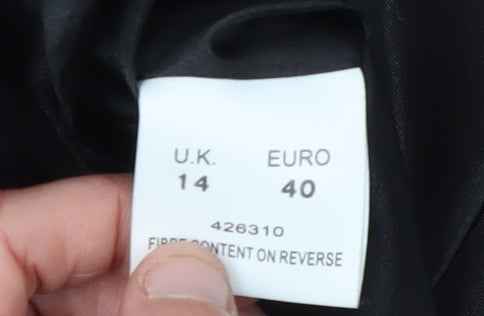 U.K. EURO
14 40
426310
FIBRE CONTENT ON REVERSE